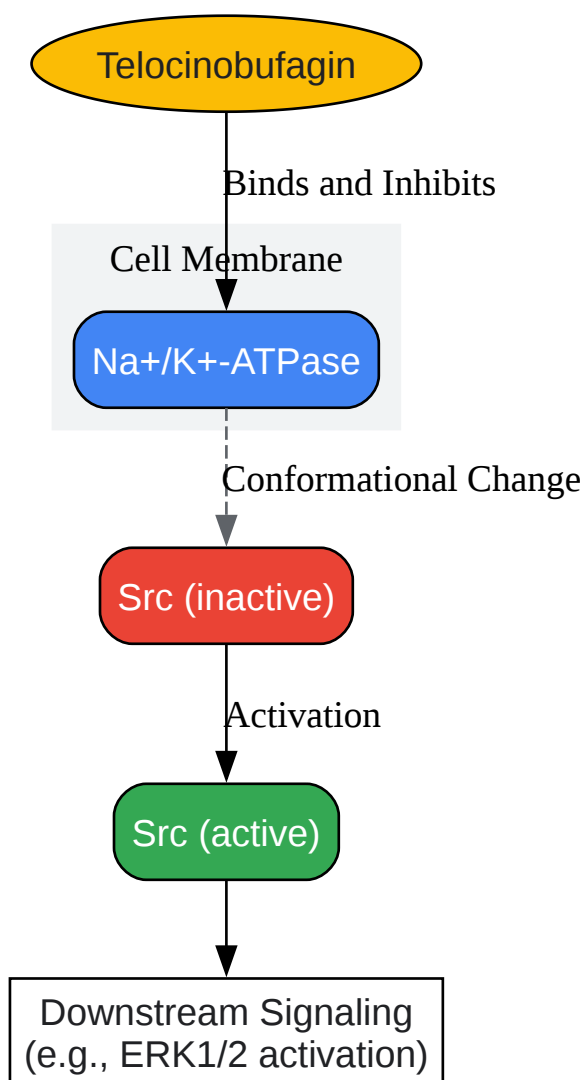 Telocinobufagin
Binds and Inhibits
Cell Membrane
Na+/K+-ATPase
Conformational Change
Src (inactive)
Activation
Src (active)
Downstream Signaling
(e.g., ERK1/2 activation)